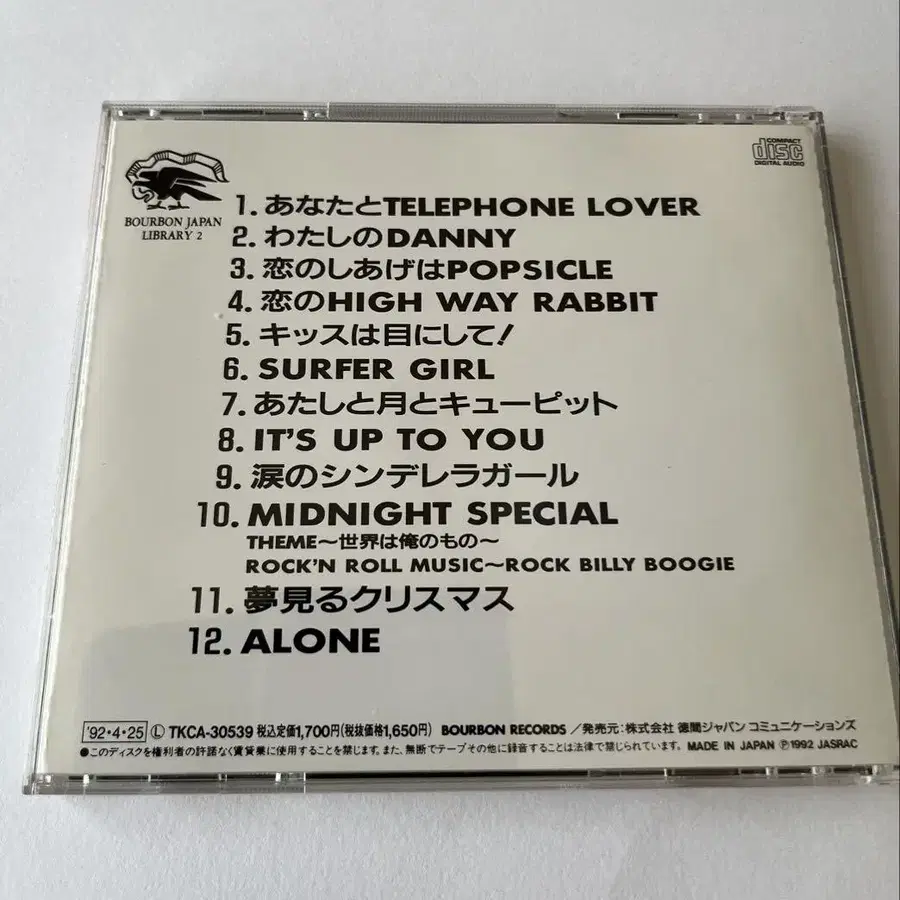 BOURBON JAPAN
LIBRARY 2
COMPACT
disc
DIGITAL AUDIO
1. あなたとTELEPHONE LOVER
2. わたしのDANNY
3. 恋のしあげはPOPSICLE
4. 恋のHIGH WAY RABBIT
5. キッスは目にして!
6. SURFER GIRL
7. あたしと月とキューピット
8. IT'S UP TO YOU
9. 涙のシンデレラガール
10. MIDNIGHT SPECIAL
THEME～世界は俺のもの～
ROCK'N ROLL MUSIC～ROCK BILLY BOOGIE
11. 夢見るクリスマス
12. ALONE
'92・4・25 Ⓛ TKCA-30539 税込定価1,700円(税抜価格1,650円) BOURBON RECORDS／発売元：株式会社 徳間ジャパン コミュニケーションズ
●このディスクを権利者の許諾なく賃貸業に使用することを禁じます。また、無断でテープその他に録音することは法律で禁じられています。 MADE IN JAPAN Ⓟ1992 JASRAC